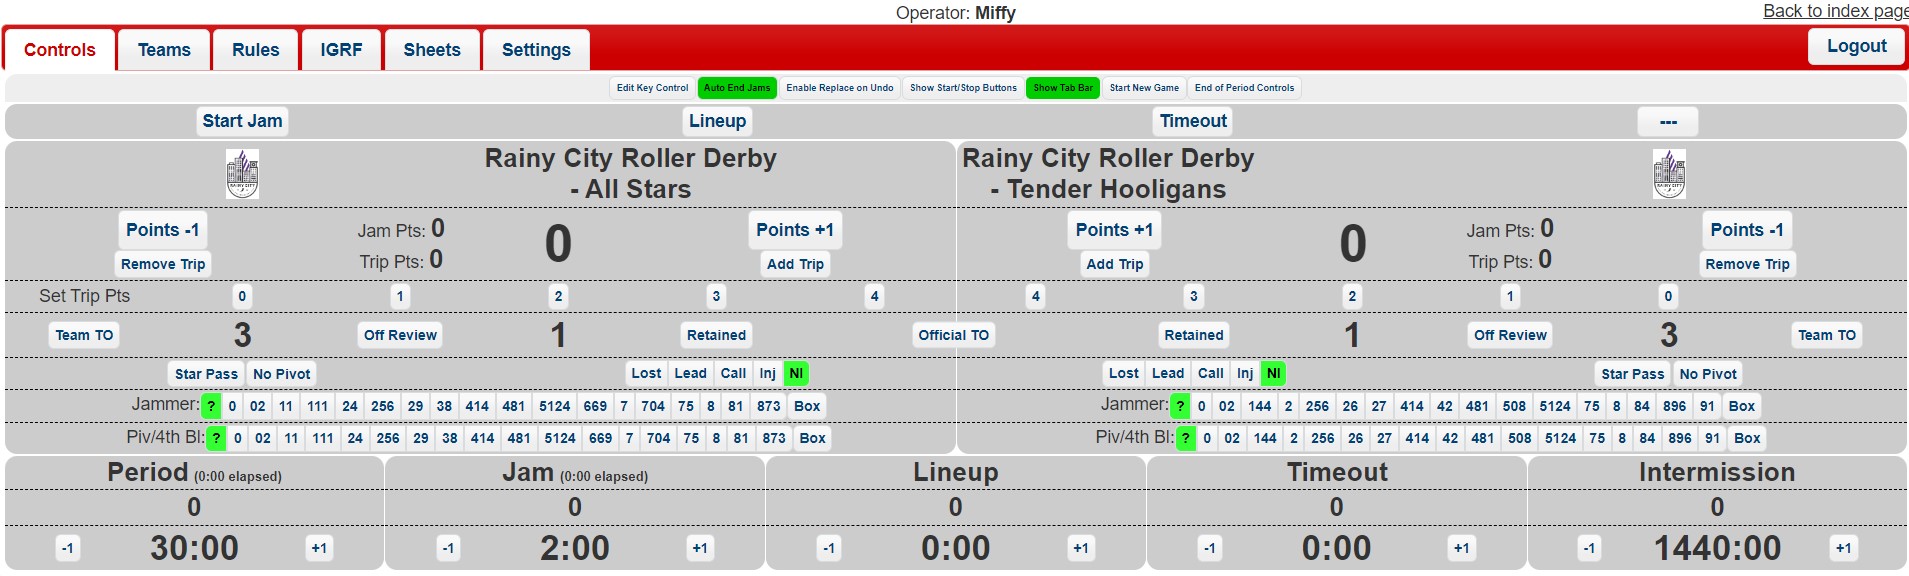 Operator: Miffy
Back to index page
Controls Teams Rules IGRF Sheets Settings Logout
Edit Key Control Auto End Jams Enable Replace on Undo Show Start/Stop Buttons Show Tab Bar Start New Game End of Period Controls
Start Jam Lineup Timeout ---
RAINY CITY
Rainy City Roller Derby
- All Stars
Rainy City Roller Derby
- Tender Hooligans
RAINY CITY
Points -1 Jam Pts: 0 0 Points +1 Points +1 0 Jam Pts: 0 Points -1
Remove Trip Trip Pts: 0 Add Trip Add Trip Trip Pts: 0 Remove Trip
Set Trip Pts 0 1 2 3 4 4 3 2 1 0
Team TO 3 Off Review 1 Retained Official TO Retained 1 Off Review 3 Team TO
Star Pass No Pivot Lost Lead Call Inj NI Lost Lead Call Inj NI Star Pass No Pivot
Jammer: ? 0 02 11 111 24 256 29 38 414 481 5124 669 7 704 75 8 81 873 Box Jammer: ? 0 02 144 2 256 26 27 414 42 481 508 5124 75 8 84 896 91 Box
Piv/4th Bl: ? 0 02 11 111 24 256 29 38 414 481 5124 669 7 704 75 8 81 873 Box Piv/4th Bl: ? 0 02 144 2 256 26 27 414 42 481 508 5124 75 8 84 896 91 Box
Period (0:00 elapsed) Jam (0:00 elapsed) Lineup Timeout Intermission
0 0 0 0 0
-1 30:00 +1 -1 2:00 +1 -1 0:00 +1 -1 0:00 +1 -1 1440:00 +1